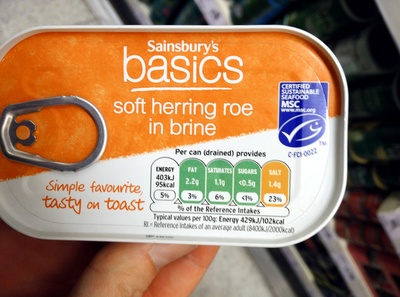 Sainsbury's
basics
soft herring roe
in brine
CERTIFIED
SUSTAINABLE
SEAFOOD
MSC
www.msc.org
TM
C-FCI-0022
Per can (drained) provides
ENERGY
403kJ
95kcal
5%
FAT
2.2g
3%
SATURATES
1.1g
6%
SUGARS
<0.5g
<1%
SALT
1.4g
23%
% of the Reference Intakes
Typical values per 100g: Energy 429kJ/102kcal
RI = Reference Intakes of an average adult (8400kJ/2000kcal)
Simple favourite,
tasty on toast